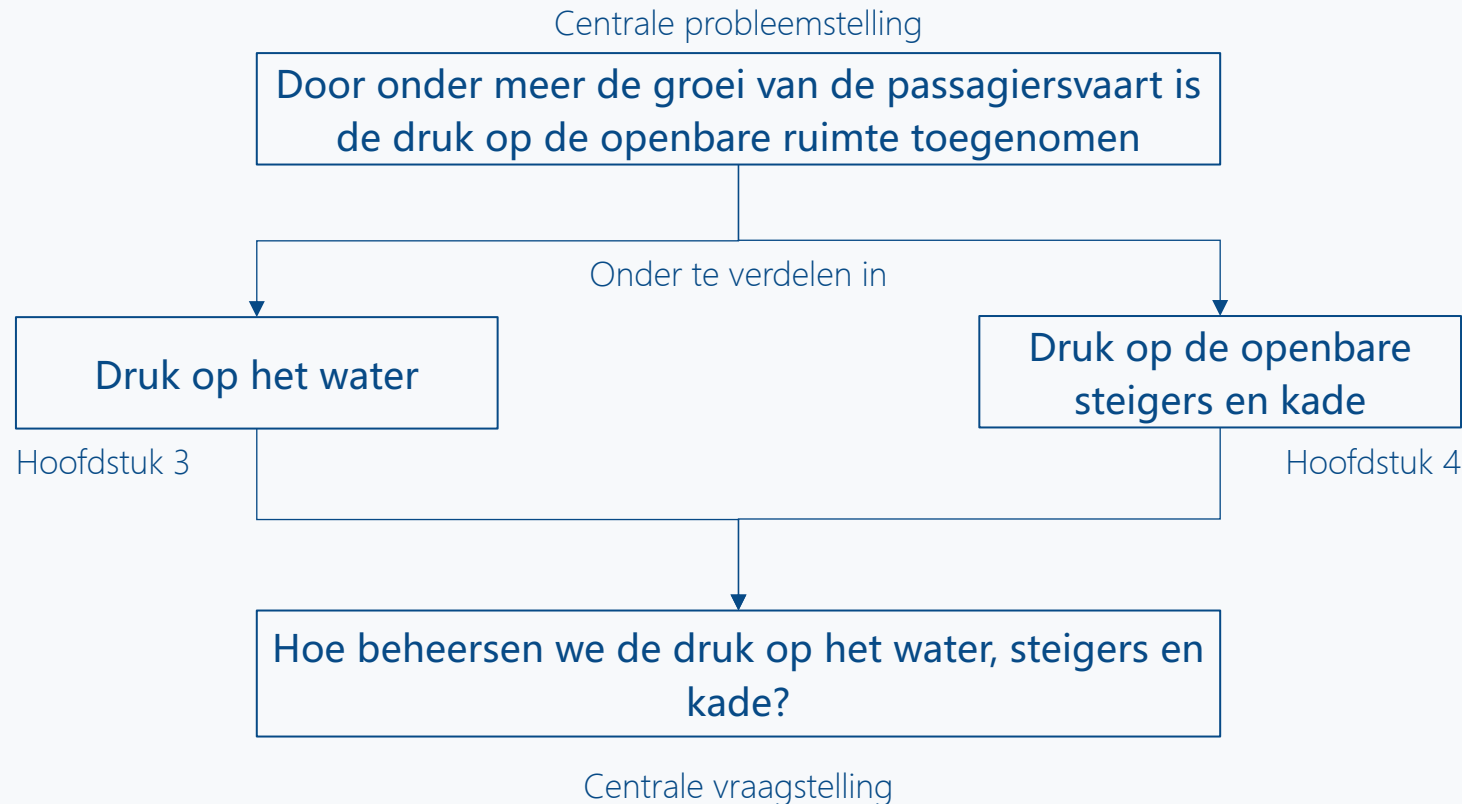 Centrale probleemstelling
Door onder meer de groei van de passagiersvaart is
de druk op de openbare ruimte toegenomen
Onder te verdelen in
Druk op het water
Hoofdstuk 3
Druk op de openbare
steigers en kade
Hoofdstuk 4
Hoe beheersen we de druk op het water, steigers en
kade?
Centrale vraagstelling